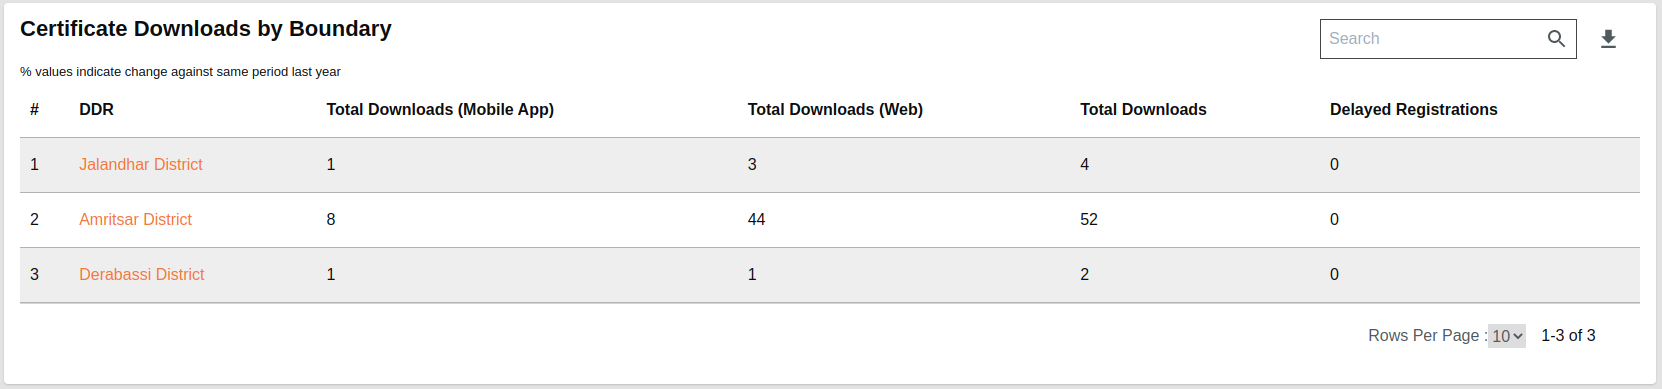 Certificate Downloads by Boundary
Search
% values indicate change against same period last year
# DDR Total Downloads (Mobile App) Total Downloads (Web) Total Downloads Delayed Registrations
1 Jalandhar District 1 3 4 0
2 Amritsar District 8 44 52 0
3 Derabassi District 1 1 2 0
Rows Per Page : 10 1-3 of 3